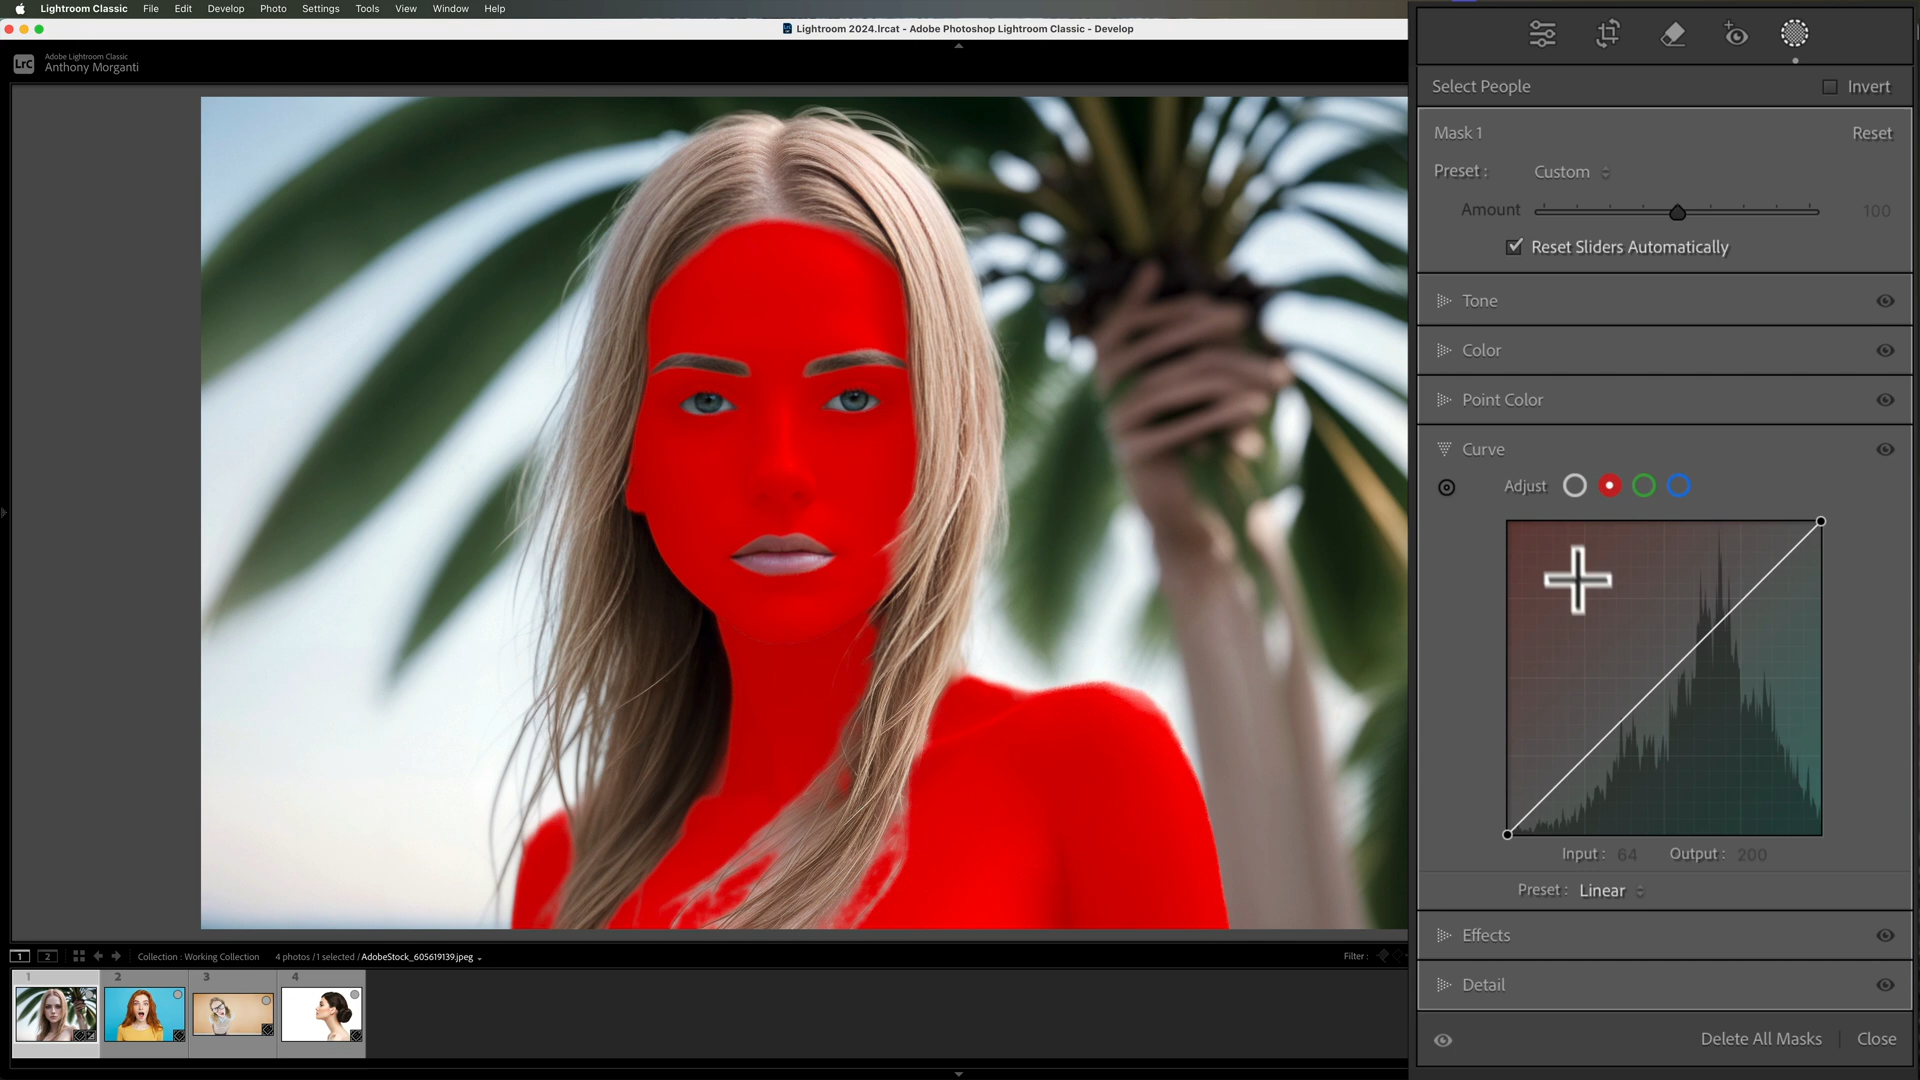 Lightroom Classic File Edit Develop Photo Settings Tools View Window Help
Lightroom 2024.lrcat - Adobe Photoshop Lightroom Classic - Develop
LrC
Adobe Lightroom Classic
Anthony Morganti
Select People Invert
Mask 1 Reset
Preset : Custom
Amount 100
Reset Sliders Automatically
Tone
Color
Point Color
Curve
Adjust
Input : 64 Output : 200
Preset : Linear
Effects
Detail
Delete All Masks Close
1 2 Collection : Working Collection 4 photos / 1 selected / AdobeStock_605619139.jpeg Filter :
1 2 3 4